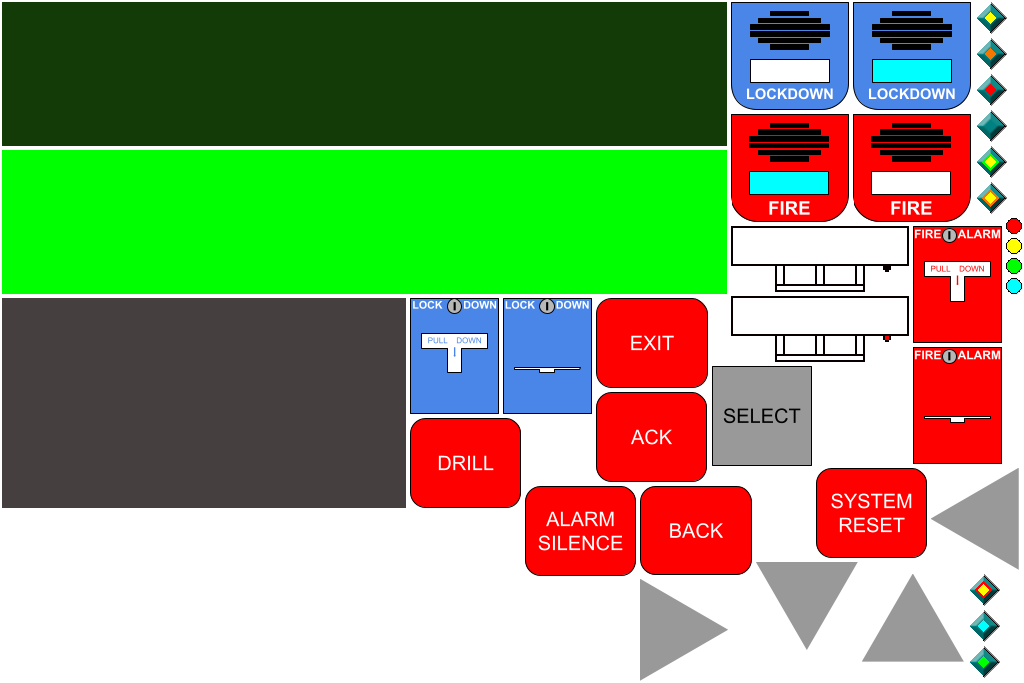 LOCKDOWN
LOCKDOWN
FIRE
FIRE
FIRE ALARM
PULL DOWN
LOCK DOWN
PULL DOWN
LOCK DOWN
EXIT
FIRE ALARM
SELECT
ACK
DRILL
SYSTEM
RESET
ALARM
SILENCE
BACK